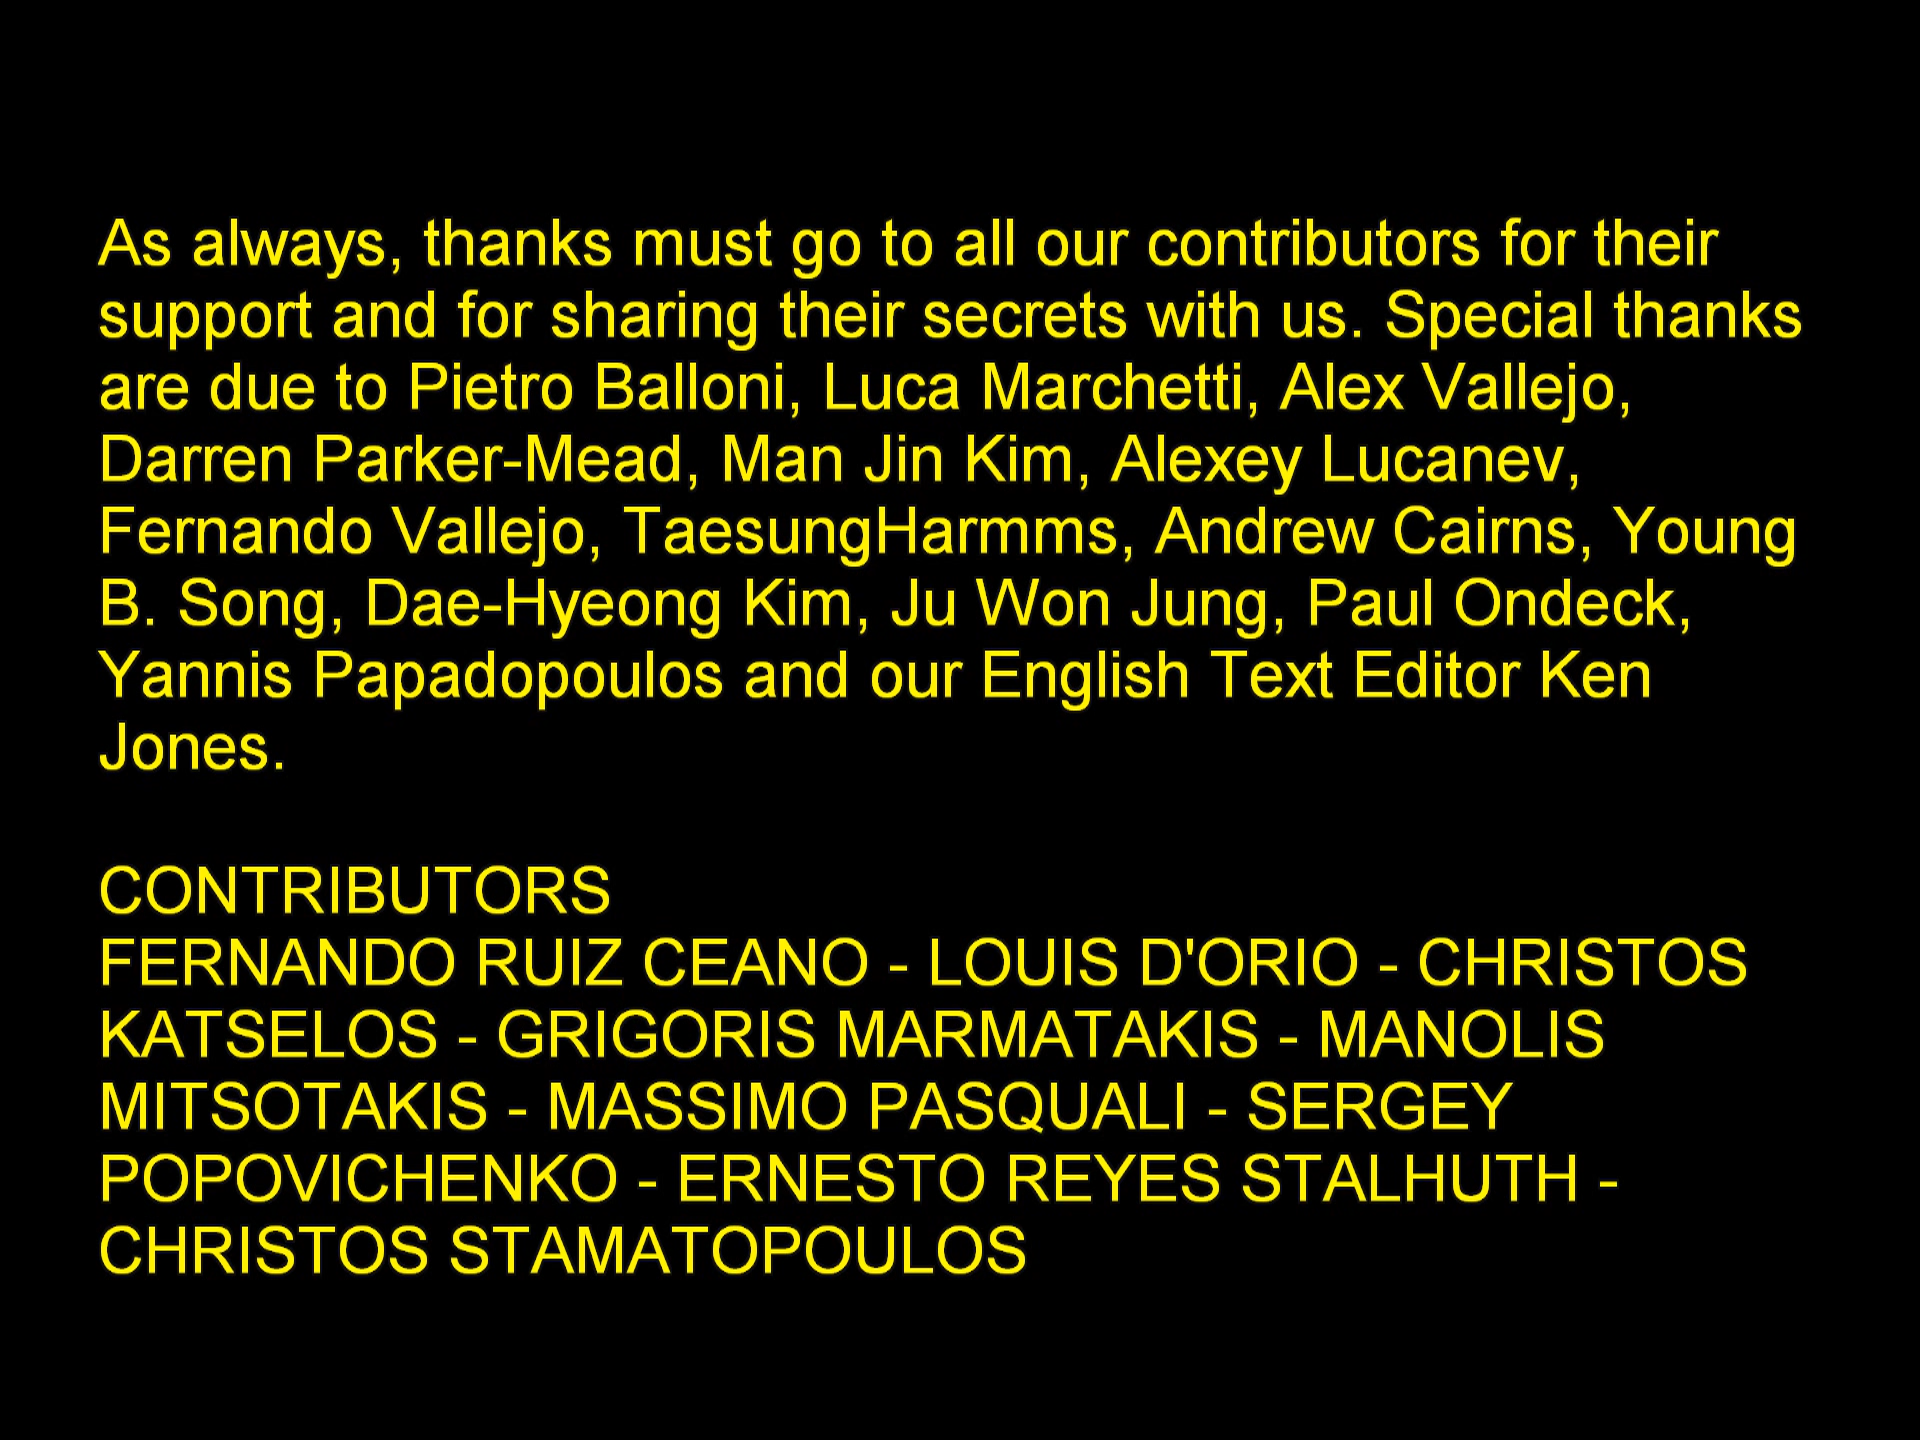 As always, thanks must go to all our contributors for their
support and for sharing their secrets with us. Special thanks
are due to Pietro Balloni, Luca Marchetti, Alex Vallejo,
Darren Parker-Mead, Man Jin Kim, Alexey Lucanev,
Fernando Vallejo, TaesungHarmms, Andrew Cairns, Young
B. Song, Dae-Hyeong Kim, Ju Won Jung, Paul Ondeck,
Yannis Papadopoulos and our English Text Editor Ken
Jones.
CONTRIBUTORS
FERNANDO RUIZ CEANO - LOUIS D'ORIO - CHRISTOS
KATSELOS - GRIGORIS MARMATAKIS - MANOLIS
MITSOTAKIS - MASSIMO PASQUALI - SERGEY
POPOVICHENKO - ERNESTO REYES STALHUTH -
CHRISTOS STAMATOPOULOS